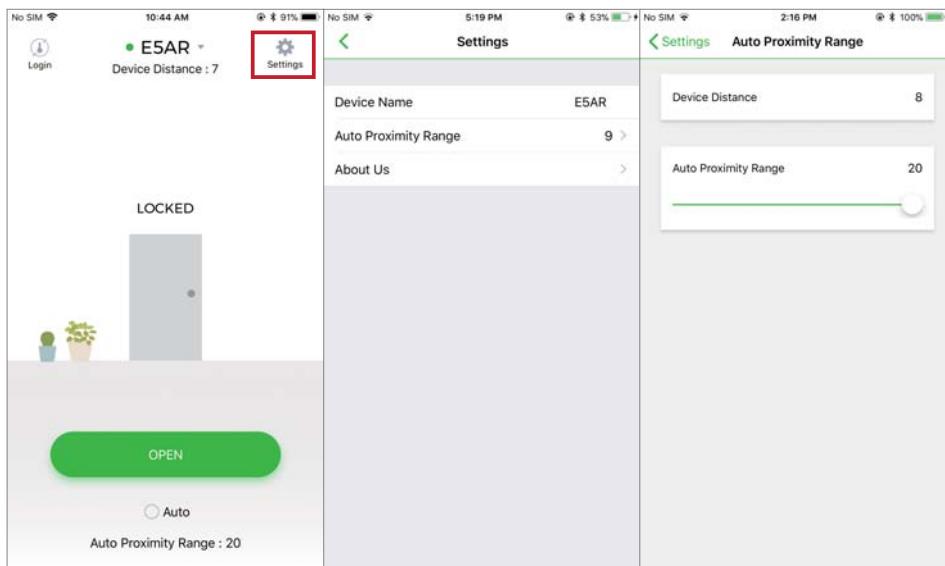 No SIM 10:44 AM 91%
Login
E5AR
Device Distance : 7
Settings
LOCKED
OPEN
Auto
Auto Proximity Range : 20
No SIM 5:19 PM 53%
Settings
Device Name E5AR
Auto Proximity Range 9
About Us
No SIM 2:16 PM 100%
Settings Auto Proximity Range
Device Distance 8
Auto Proximity Range 20